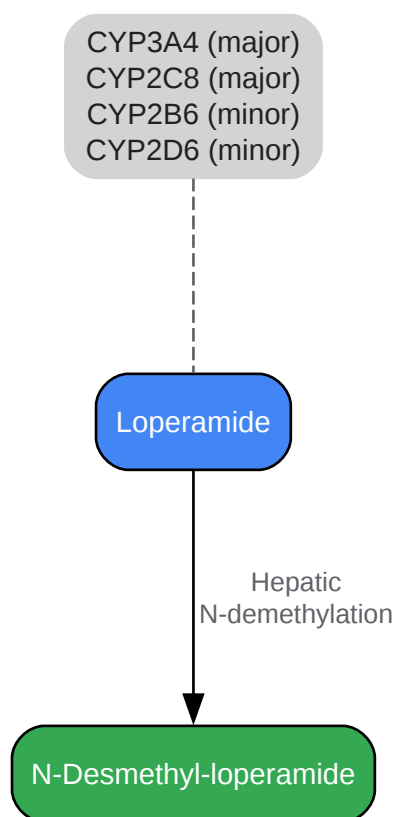 CYP3A4 (major)
CYP2C8 (major)
CYP2B6 (minor)
CYP2D6 (minor)
Loperamide
Hepatic
N-demethylation
N-Desmethyl-loperamide